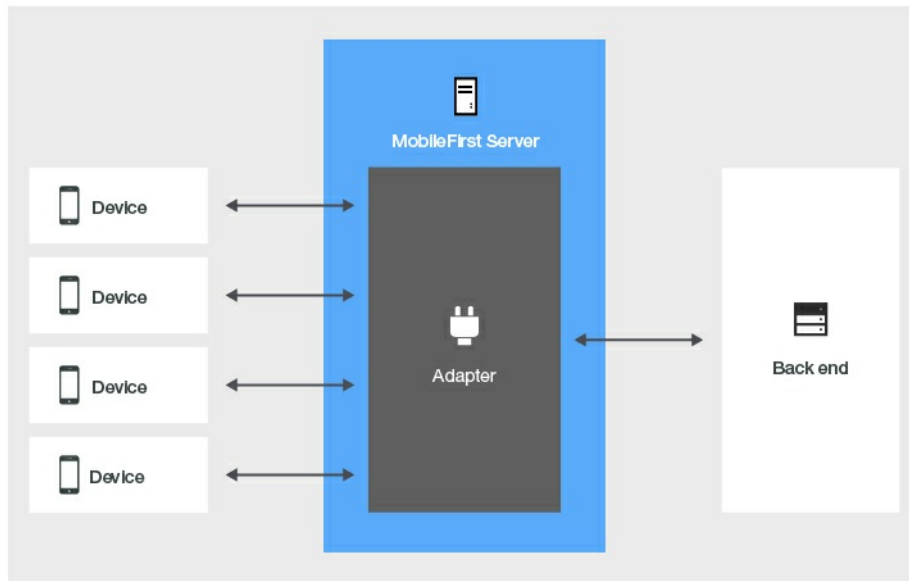 MobileFirst Server
Device
Device
Device
Device
Adapter
Back end